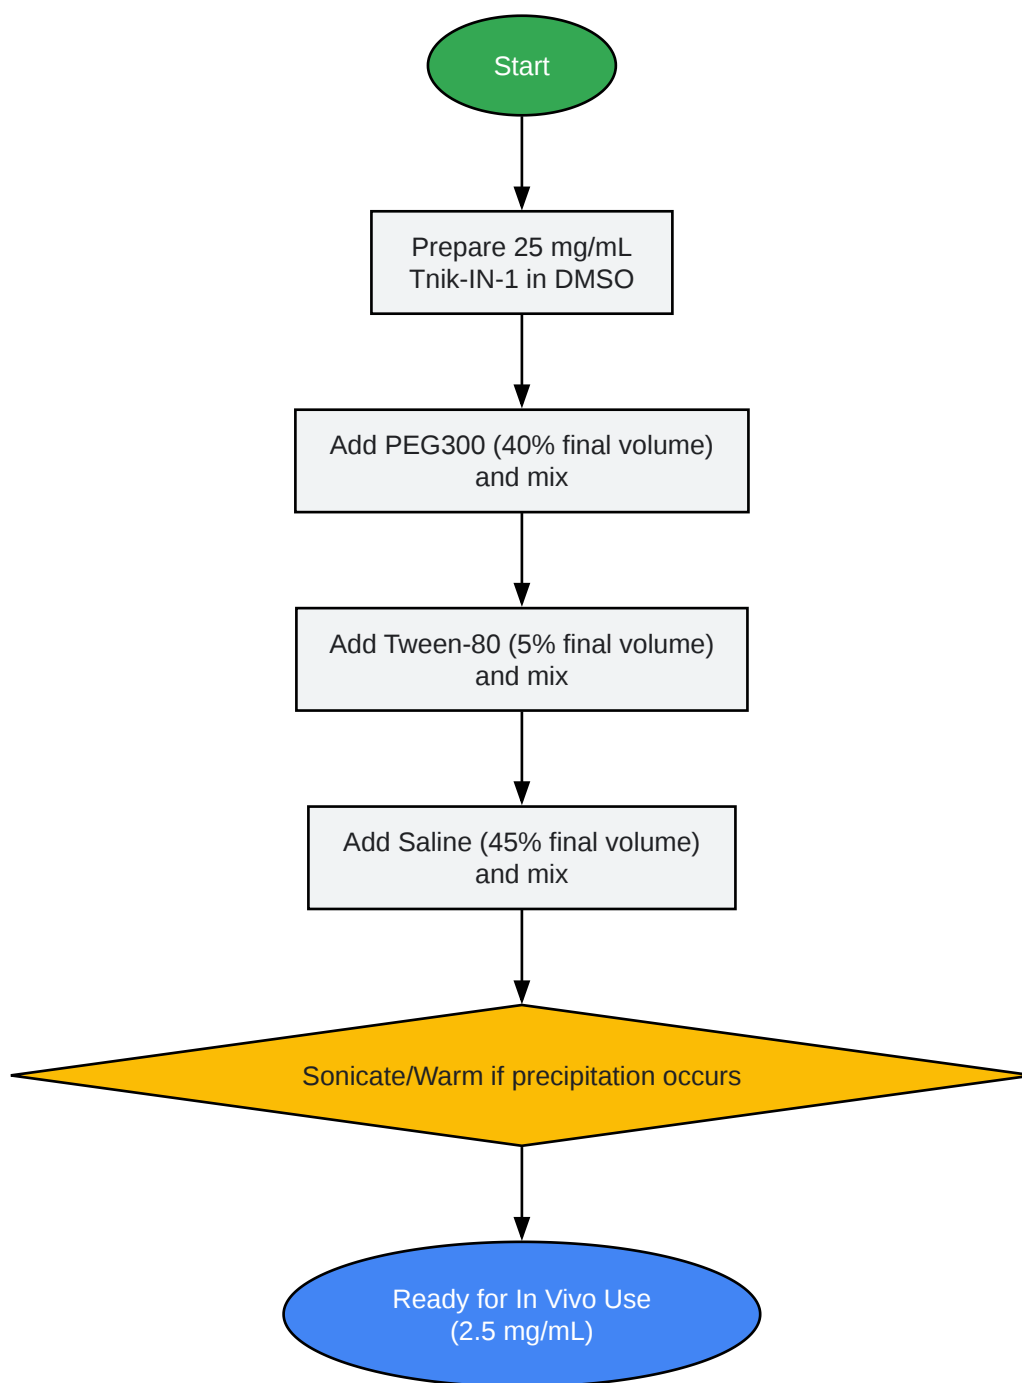 Start
Prepare 25 mg/mL
Tnik-IN-1 in DMSO
Add PEG300 (40% final volume)
and mix
Add Tween-80 (5% final volume)
and mix
Add Saline (45% final volume)
and mix
Sonicate/Warm if precipitation occurs
Ready for In Vivo Use
(2.5 mg/mL)